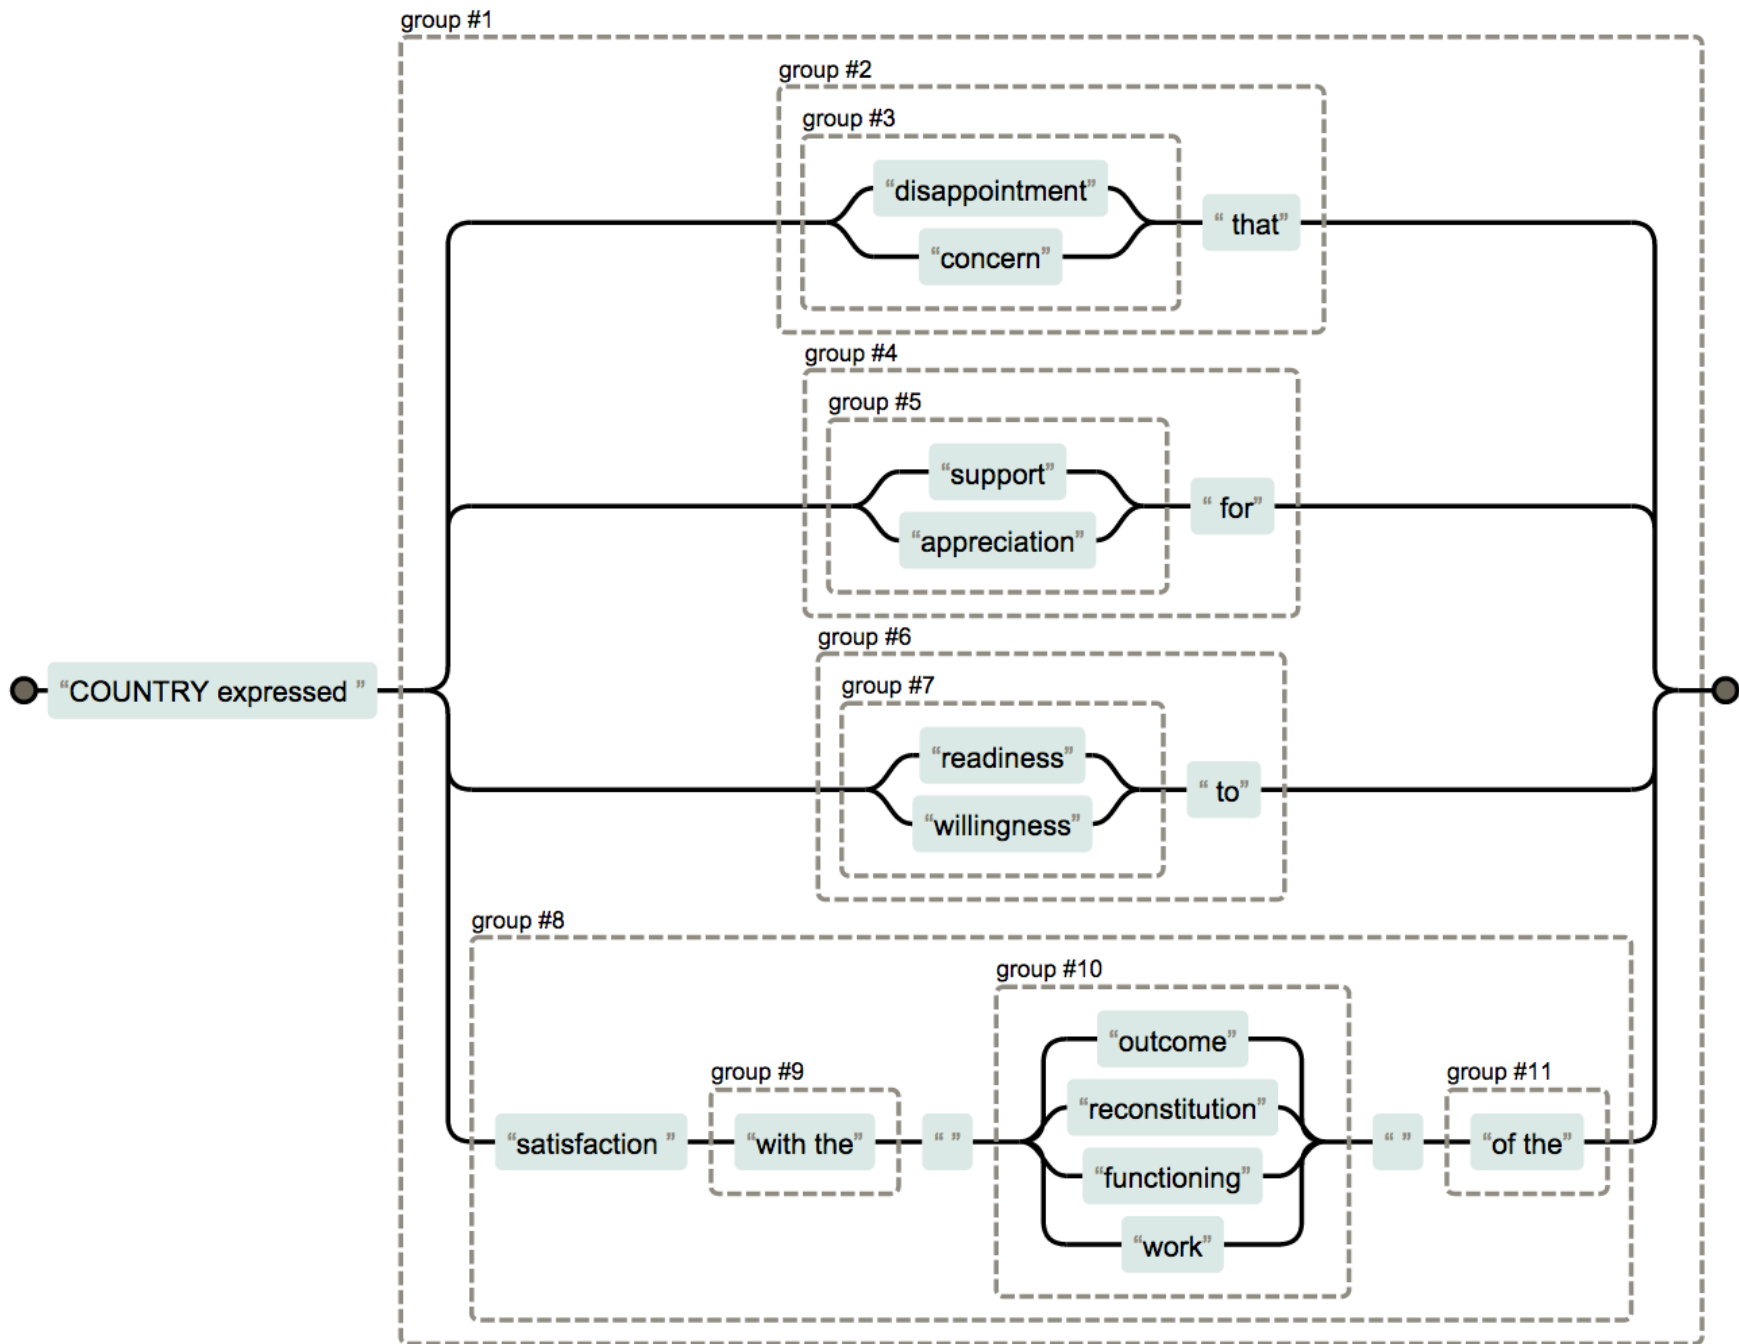 group #1
group #2
group #3
“disappointment”
“concern”
“ that”
group #4
group #5
“support”
“appreciation”
“ for”
“COUNTRY expressed ”
group #6
group #7
“readiness”
“willingness”
“ to”
group #8
“satisfaction ”
group #9
“with the”
“ ”
group #10
“outcome”
“reconstitution”
“functioning”
“work”
“ ”
group #11
“of the”